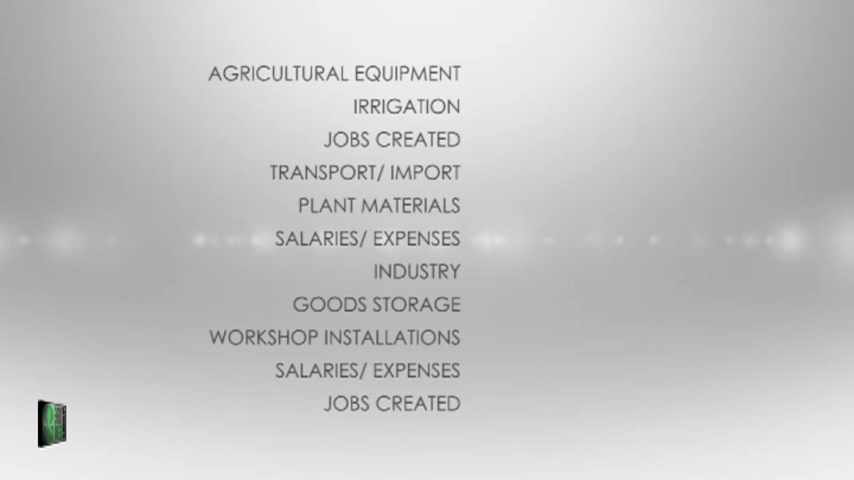 AGRICULTURAL EQUIPMENT
IRRIGATION
JOBS CREATED
TRANSPORT/ IMPORT
PLANT MATERIALS
SALARIES/ EXPENSES
INDUSTRY
GOODS STORAGE
WORKSHOP INSTALLATIONS
SALARIES/ EXPENSES
JOBS CREATED